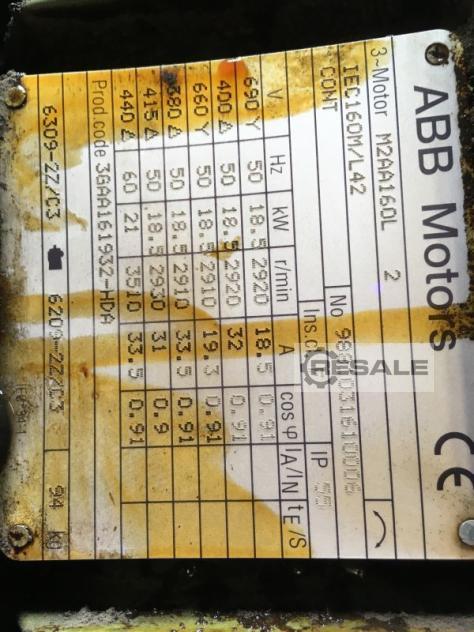 ABB Motors CE
3~Motor M2AA160L 2
IEC160M/L42
CONT No IP 55
Ins.cl.
V Hz kW r/min A cos φ IA/IN tE/S
690 Y 50 18.5 2920 18.5 0.91
400 Δ 50 18.5 2920 32 0.91
660 Y 50 18.5 2910 19.3 0.91
380 Δ 50 18.5 2910 33.5 0.91
415 Δ 50 18.5 2930 31 0.9
440 Δ 60 21 3510 33.5 0.91
Prod.code 3GAA161932-HDA
6309-2Z/C3 6209-2Z/C3 94 kg
RESALE